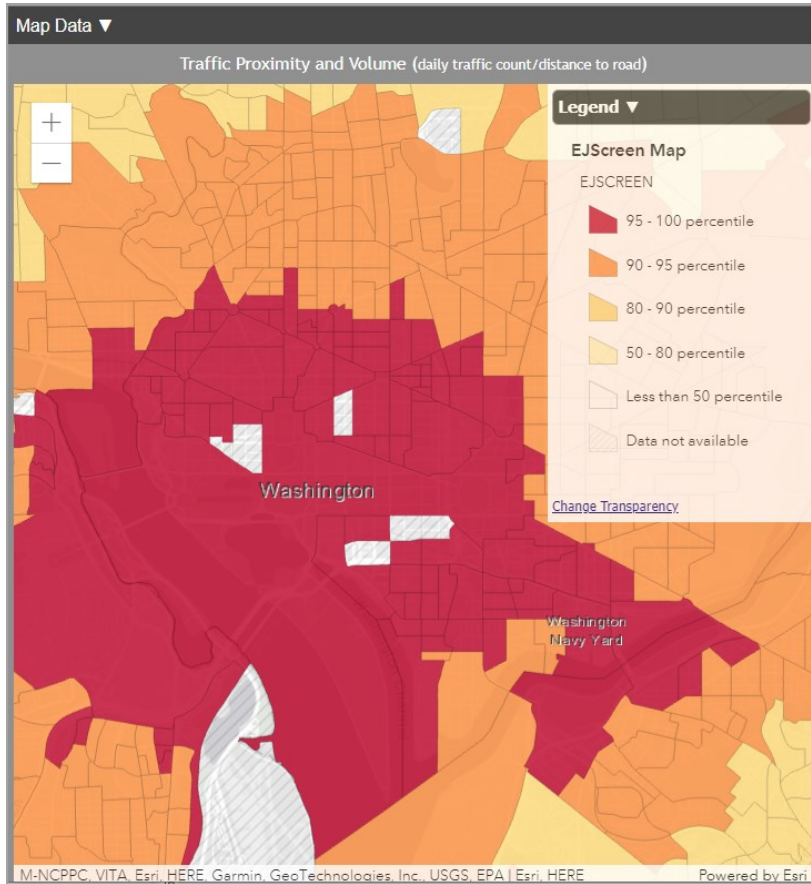 Map Data ▼
Traffic Proximity and Volume (daily traffic count/distance to road)
+
−
Legend ▼
EJScreen Map
EJSCREEN
95 - 100 percentile
90 - 95 percentile
80 - 90 percentile
50 - 80 percentile
Less than 50 percentile
Data not available
Change Transparency
Washington
Washington
Navy Yard
M-NCPPC, VITA, Esri, HERE, Garmin, GeoTechnologies, Inc., USGS, EPA | Esri, HERE
Powered by Esri